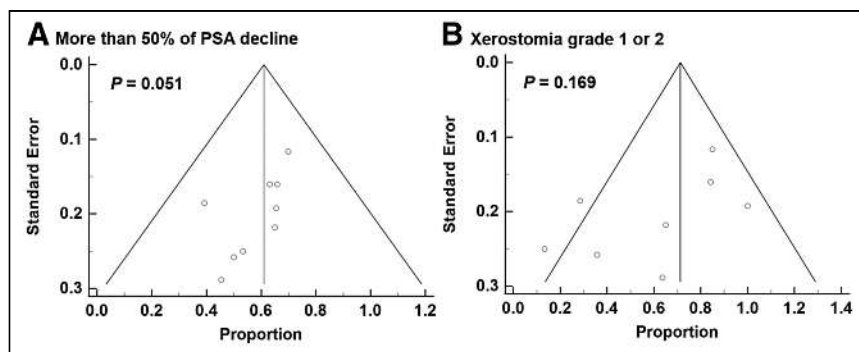 A More than 50% of PSA decline
P = 0.051
Standard Error
0.0
0.1
0.2
0.3
0.0 0.2 0.4 0.6 0.8 1.0 1.2
Proportion
B Xerostomia grade 1 or 2
P = 0.169
Standard Error
0.0
0.1
0.2
0.3
0.0 0.2 0.4 0.6 0.8 1.0 1.2 1.4
Proportion